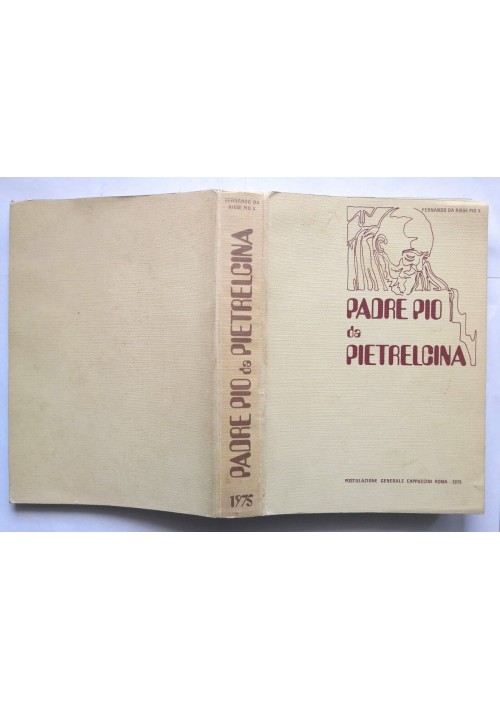 FERNANDO DA
RIESE PIO X
PADRE PIO da PIETRELCINA
1975
FERNANDO DA RIESE PIO X
PADRE PIO
da
PIETRELCINA
POSTULAZIONE GENERALE CAPPUCCINI ROMA - 1975